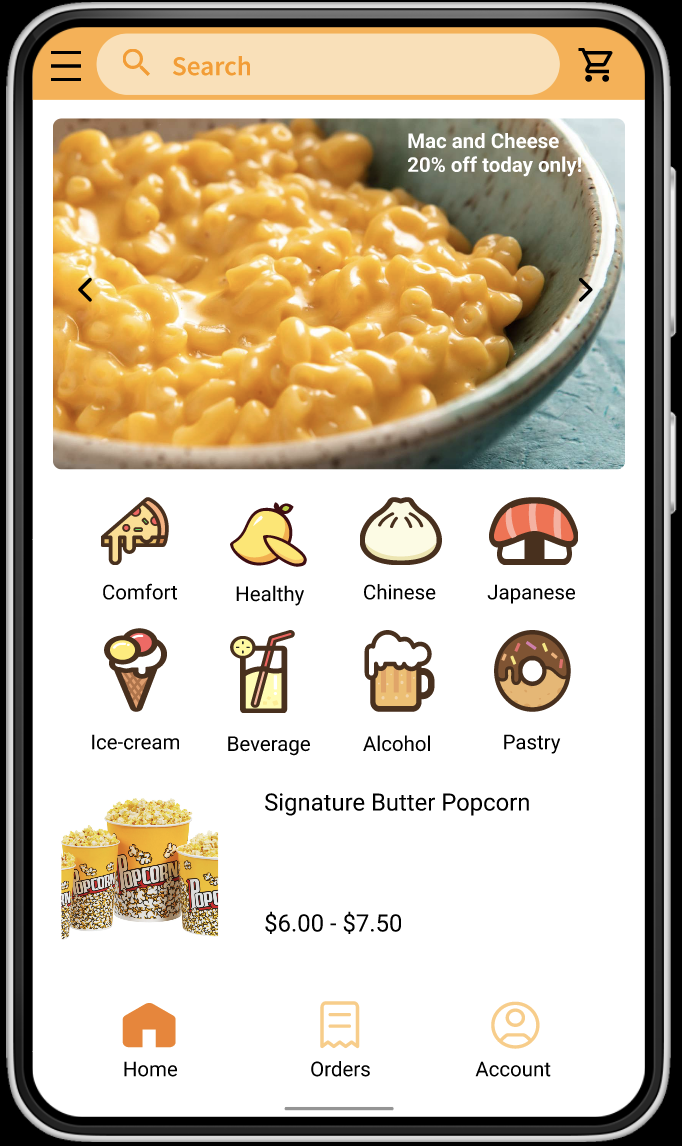 Search
Mac and Cheese
20% off today only!
Comfort
Healthy
Chinese
Japanese
Ice-cream
Beverage
Alcohol
Pastry
Signature Butter Popcorn
POPCORN
POPCORN
POPC
$6.00 - $7.50
Home
Orders
Account